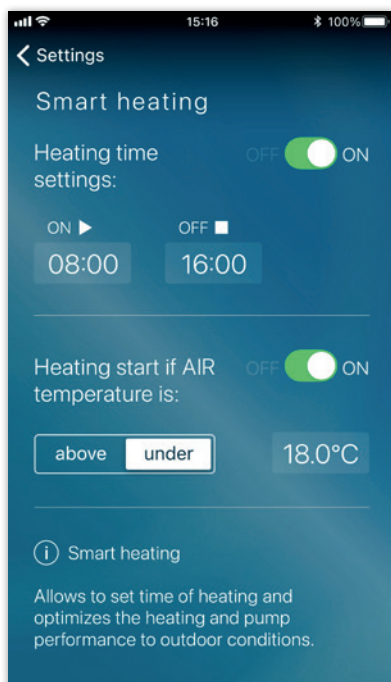 15:16 100%
Settings
Smart heating
Heating time OFF ON
settings:
ON OFF
08:00 16:00
Heating start if AIR OFF ON
temperature is:
above under 18.0°C
i Smart heating
Allows to set time of heating and
optimizes the heating and pump
performance to outdoor conditions.